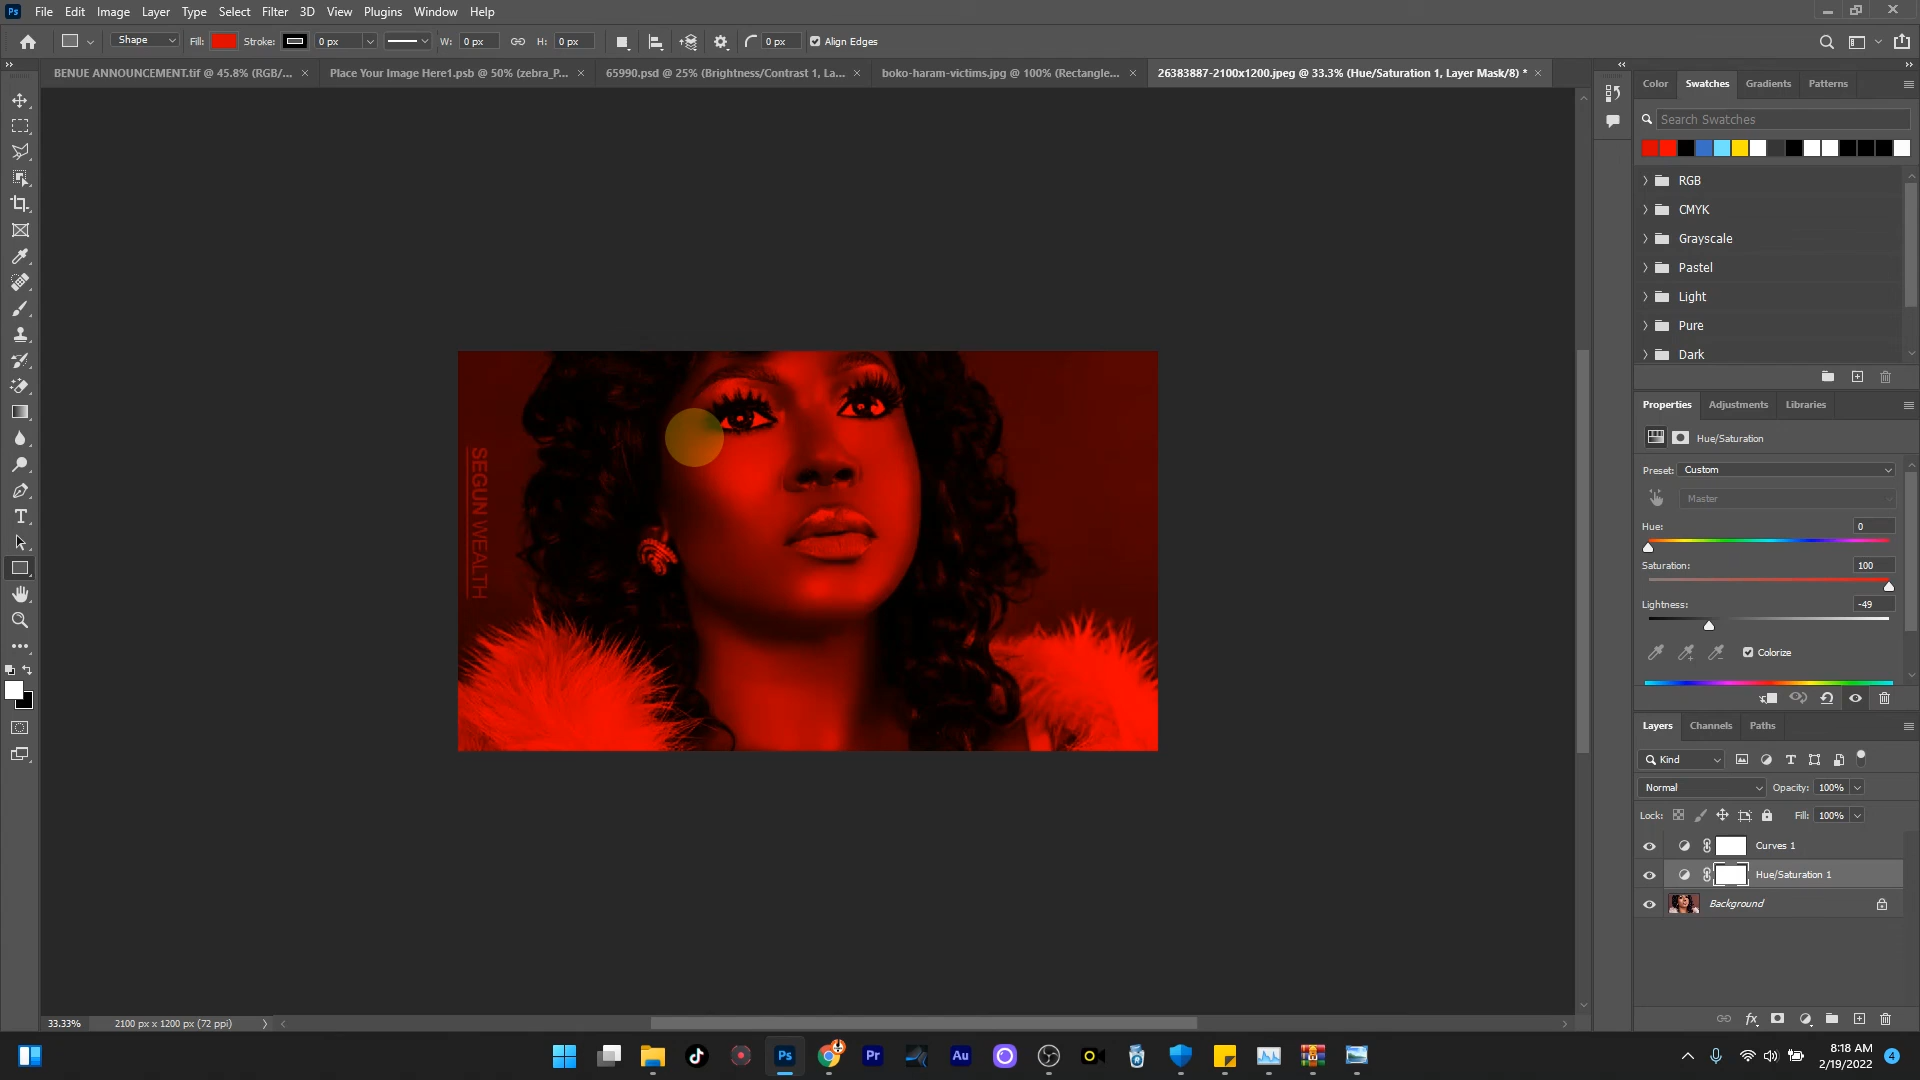 Ps File Edit Image Layer Type Select Filter 3D View Plugins Window Help
Shape Fill: Stroke: 0 px W: 0 px H: 0 px 0 px Align Edges
BENUE ANNOUNCEMENT.tif @ 45.8% (RGB/... Place Your Image Here1.psb @ 50% (zebra_P... 65990.psd @ 25% (Brightness/Contrast 1, La... boko-haram-victims.jpg @ 100% (Rectangle... 26383887-2100x1200.jpeg @ 33.3% (Hue/Saturation 1, Layer Mask/8) *
Color Swatches Gradients Patterns
Search Swatches
RGB
CMYK
Grayscale
Pastel
Light
Pure
Dark
Properties Adjustments Libraries
Hue/Saturation
Preset: Custom
Master
Hue: 0
Saturation: 100
Lightness: -49
Colorize
Layers Channels Paths
Kind
Normal Opacity: 100%
Lock: Fill: 100%
Curves 1
Hue/Saturation 1
Background
fx
SEGUN WEALTH
33.33% 2100 px x 1200 px (72 ppi)
Ps Pr Au
8:18 AM
2/19/2022
4